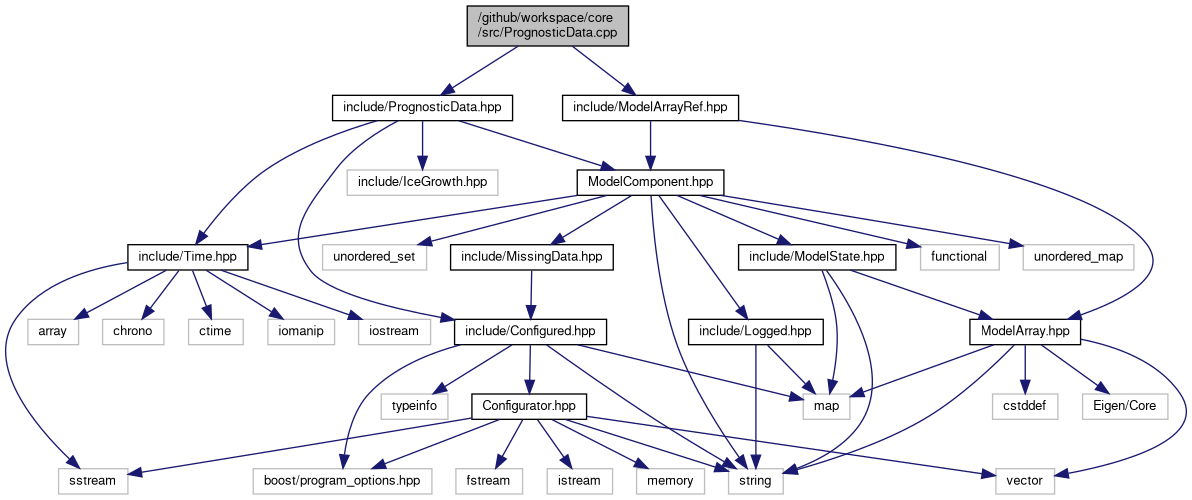 /github/workspace/core
/src/PrognosticData.cpp
include/PrognosticData.hpp
include/ModelArrayRef.hpp
include/IceGrowth.hpp
ModelComponent.hpp
include/Time.hpp
unordered_set
include/MissingData.hpp
include/ModelState.hpp
functional
unordered_map
array
chrono
ctime
iomanip
iostream
include/Configured.hpp
include/Logged.hpp
ModelArray.hpp
typeinfo
Configurator.hpp
map
cstddef
Eigen/Core
sstream
boost/program_options.hpp
fstream
istream
memory
string
vector